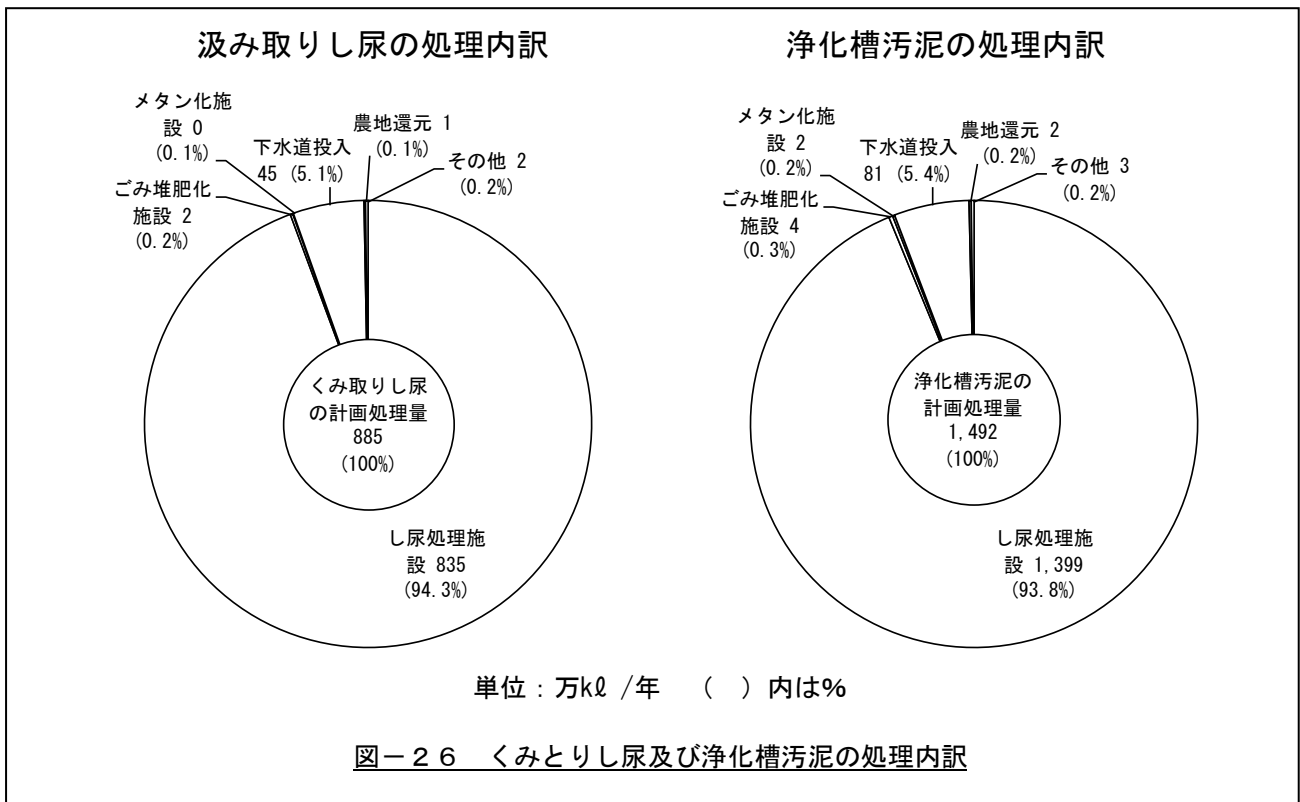 汲み取りし尿の処理内訳
メタン化施
設 0
(0.1%)
下水道投入
45 (5.1%)
農地還元 1
(0.1%)
その他 2
(0.2%)
ごみ堆肥化
施設 2
(0.2%)
くみ取りし尿
の計画処理量
885
(100%)
し尿処理施
設 835
(94.3%)
浄化槽汚泥の処理内訳
メタン化施
設 2
(0.2%)
下水道投入
81 (5.4%)
農地還元 2
(0.2%)
その他 3
(0.2%)
ごみ堆肥化
施設 4
(0.3%)
浄化槽汚泥の
計画処理量
1,492
(100%)
し尿処理施
設 1,399
(93.8%)
単位：万kℓ /年 （ ）内は%
図－２６ くみとりし尿及び浄化槽汚泥の処理内訳